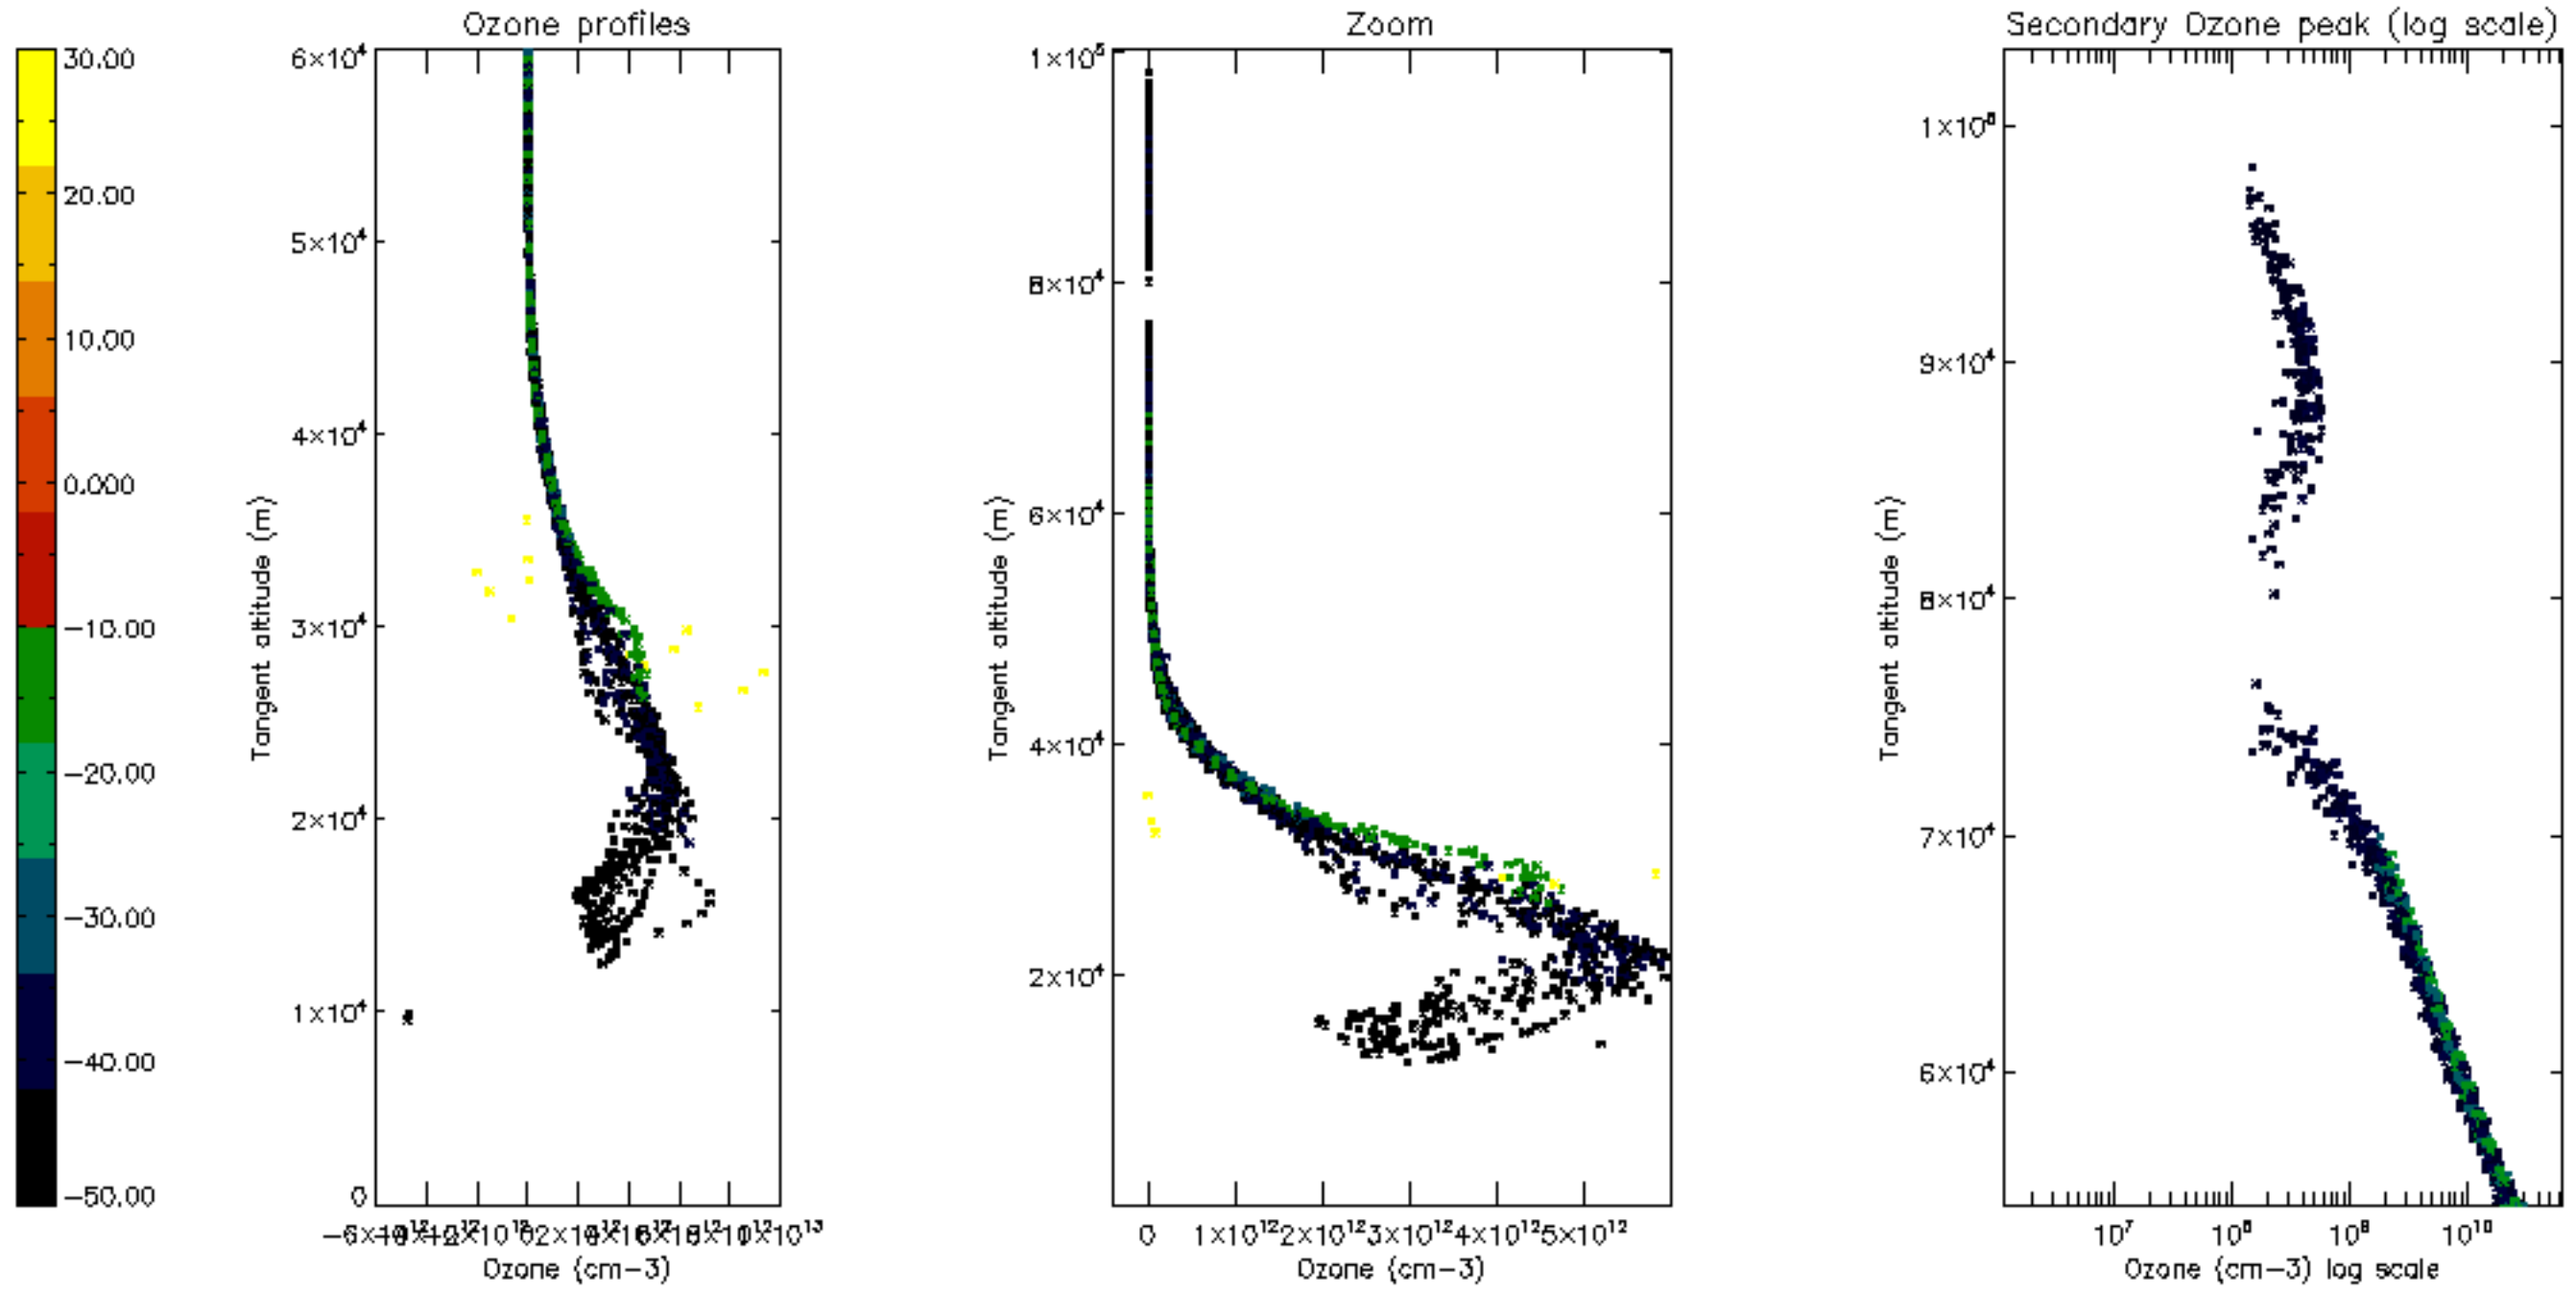 Ozone profiles
Zoom
Secondary Ozone peak (log scale)
30.00
20.00
10.00
0.000
-10.00
-20.00
-30.00
-40.00
-50.00
6×10⁴
5×10⁴
4×10⁴
3×10⁴
2×10⁴
1×10⁴
0
Tangent altitude (m)
Ozone (cm-3)
1×10⁵
8×10⁴
6×10⁴
4×10⁴
2×10⁴
Tangent altitude (m)
0 1×10¹² 2×10¹² 3×10¹² 4×10¹² 5×10¹²
Ozone (cm-3)
1×10⁵
9×10⁴
8×10⁴
7×10⁴
6×10⁴
Tangent altitude (m)
10⁷ 10⁸ 10⁹ 10¹⁰
Ozone (cm-3) log scale